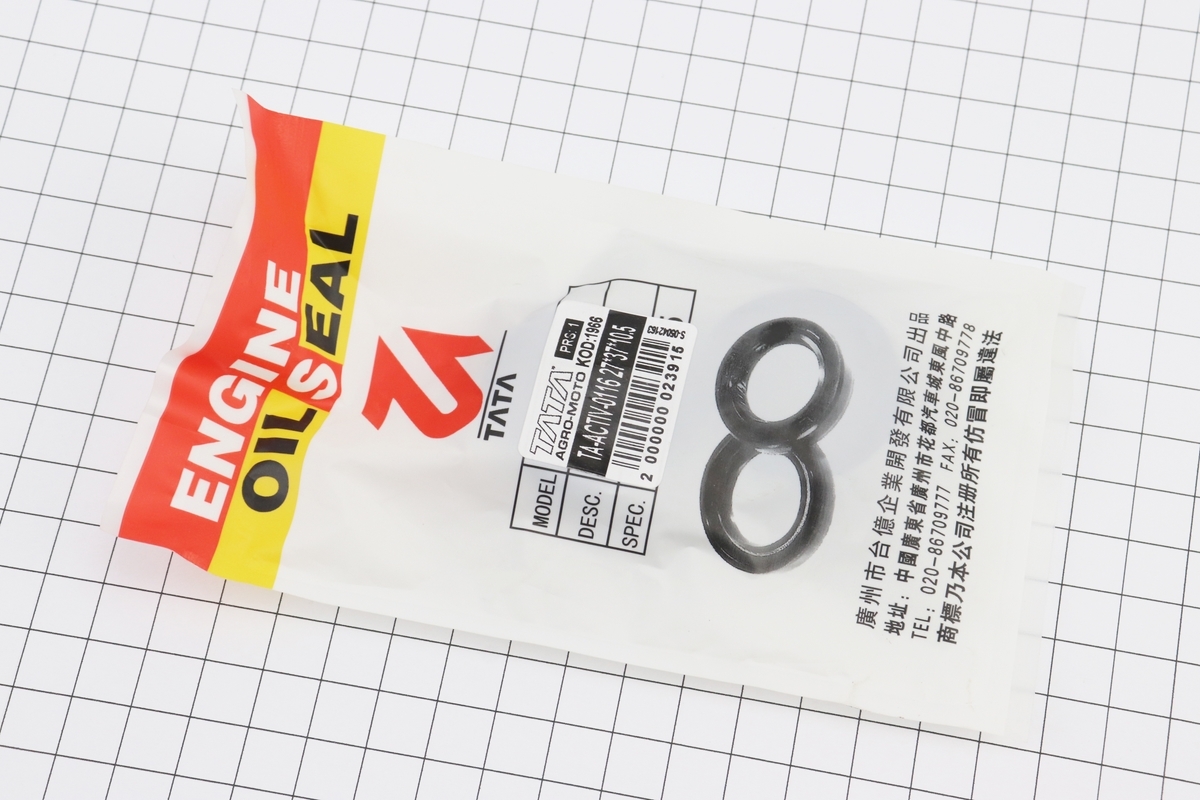 ENGINE
OIL SEAL
TATA
TATA
AGRO-MOTO
PRS: 1
KOD:1966
TA-ACTIV-0116 27*37*10.5
2 000000 023915
MODEL
DESC.
SPEC.
廣州市台億企業開發有限公司出品
地址：中國廣東省廣州市花都汽車城東風中路
TEL：020-86709777 FAX：020-86709778
商標乃本公司注册所有仿冒即屬違法